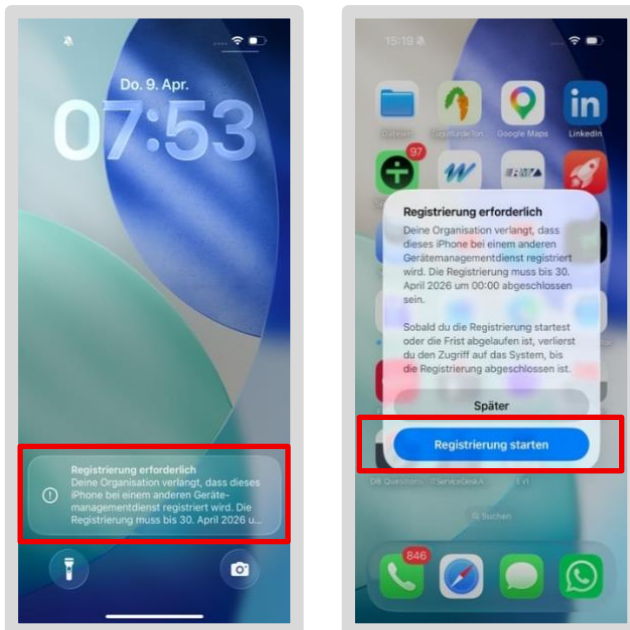 Do. 9. Apr.
07:53
Registrierung erforderlich
Deine Organisation verlangt, dass dieses
iPhone bei einem anderen Geräte-
managementdienst registriert wird. Die
Registrierung muss bis 30. April 2026 u...
15:19
Dateien
Google Maps
LinkedIn
97
Registrierung erforderlich
Deine Organisation verlangt, dass
dieses iPhone bei einem anderen
Gerätemanagementdienst registriert
wird. Die Registrierung muss bis 30.
April 2026 um 00:00 abgeschlossen
sein.
Sobald du die Registrierung startest
oder die Frist abgelaufen ist, verlierst
du den Zugriff auf das System, bis
die Registrierung abgeschlossen ist.
Später
Registrierung starten
Suchen
846